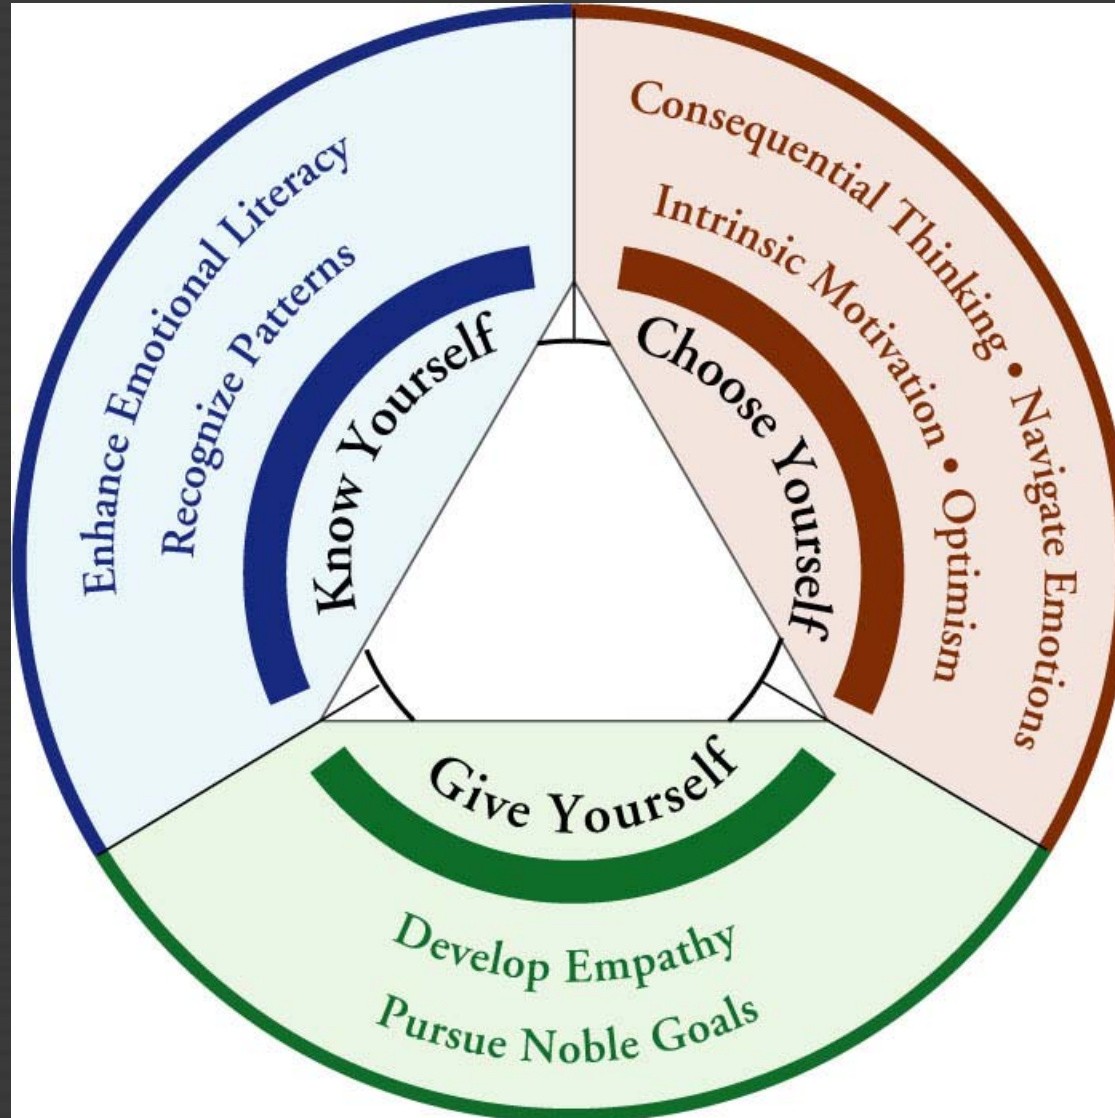 Enhance Emotional Literacy
Recognize Patterns
Know Yourself
Consequential Thinking • Navigate Emotions
Intrinsic Motivation • Optimism
Choose Yourself
Give Yourself
Develop Empathy
Pursue Noble Goals